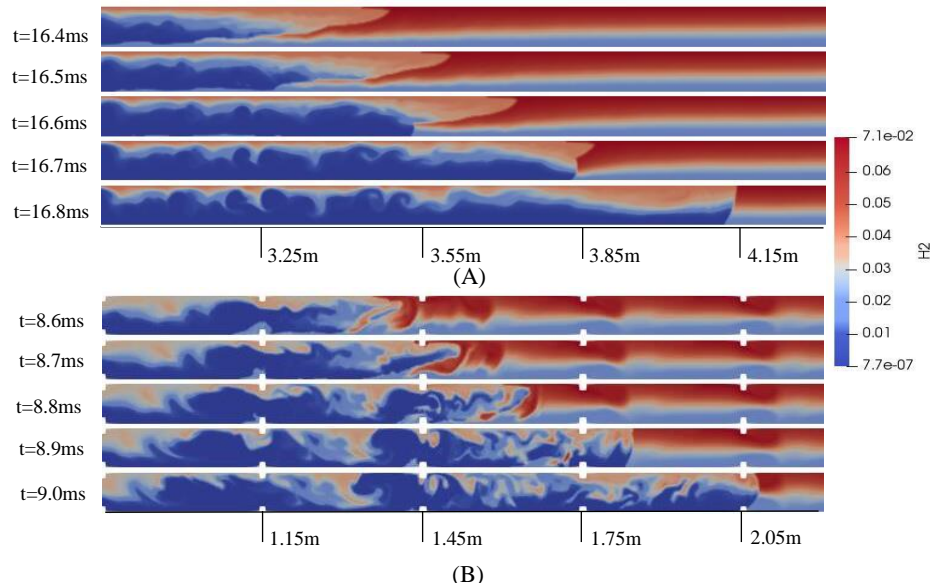 t=16.4ms
t=16.5ms
t=16.6ms
t=16.7ms
t=16.8ms
3.25m
3.55m
3.85m
4.15m
(A)
7.1e-02
0.06
0.05
0.04
0.03
0.02
0.01
7.7e-07
H2
t=8.6ms
t=8.7ms
t=8.8ms
t=8.9ms
t=9.0ms
1.15m
1.45m
1.75m
2.05m
(B)